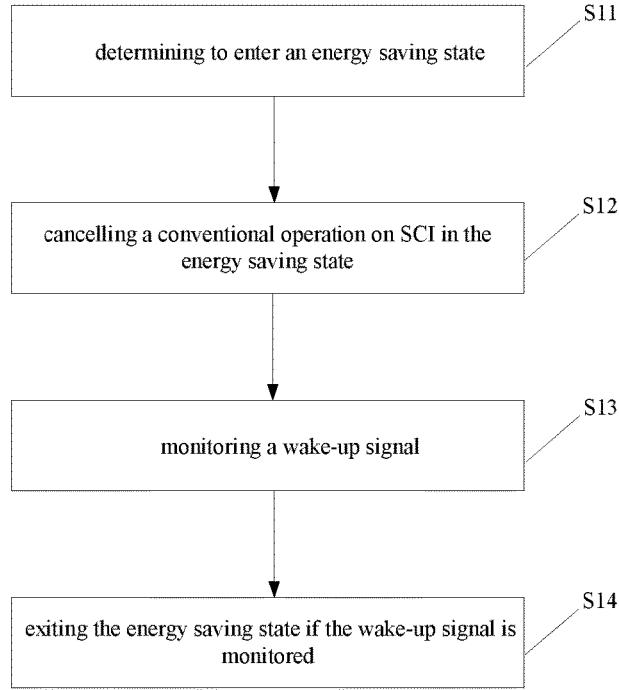 S11
determining to enter an energy saving state
S12
cancelling a conventional operation on SCI in the
energy saving state
S13
monitoring a wake-up signal
S14
exiting the energy saving state if the wake-up signal is
monitored